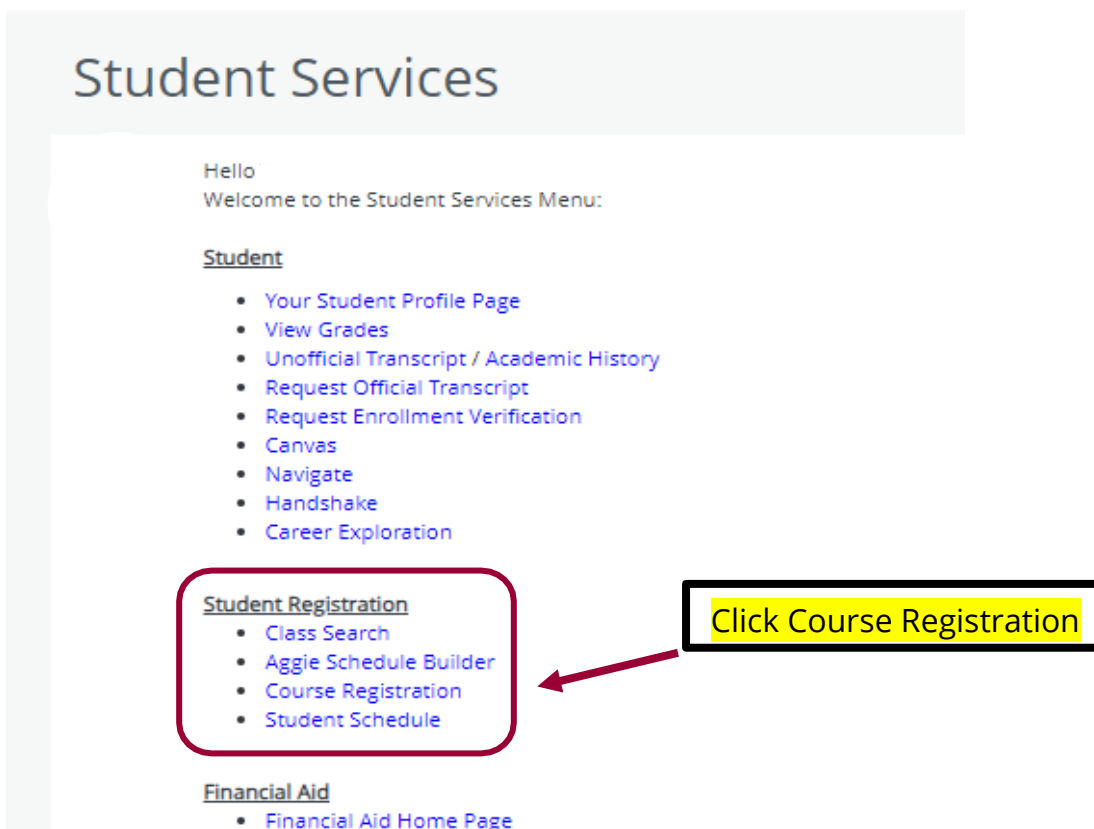 Student Services
Hello
Welcome to the Student Services Menu:
Student
Your Student Profile Page
View Grades
Unofficial Transcript / Academic History
Request Official Transcript
Request Enrollment Verification
Canvas
Navigate
Handshake
Career Exploration
Student Registration
Class Search
Aggie Schedule Builder
Course Registration
Student Schedule
Click Course Registration
Financial Aid
Financial Aid Home Page